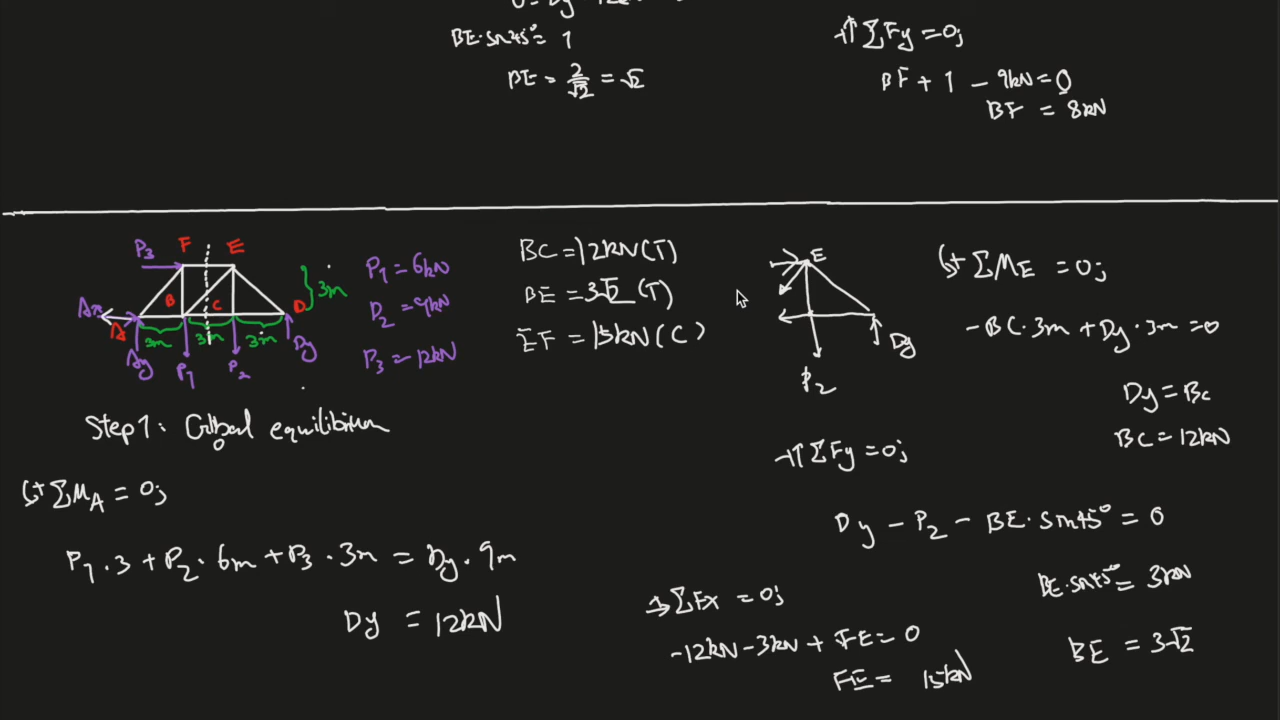 BE·sin45° = 1
BE = 2/√2 = √2
→↑ΣFy = 0;
BF + 1 - 9kN = 0
BF = 8kN
P3 F E
Ax A B C D
3m 3m 3m 3m
Ay P1 P2 Dy
P1 = 6kN
P2 = 9kN
P3 = 12kN
BC = 12kN(T)
BE = 3√2 (T)
EF = 15kN(C)
E
Dy
P2
+ΣME = 0;
-BC·3m + Dy·3m = 0
Dy = Bc
BC = 12kN
Step1: Global equilibrium
+ΣMA = 0;
P1·3 + P2·6m + P3·3m = Dy·9m
Dy = 12kN
→↑ΣFy = 0;
Dy - P2 - BE·sin45° = 0
BE·sin45° = 3kN
BE = 3√2
+→ΣFx = 0;
-12kN - 3kN + FE = 0
FE = 15kN